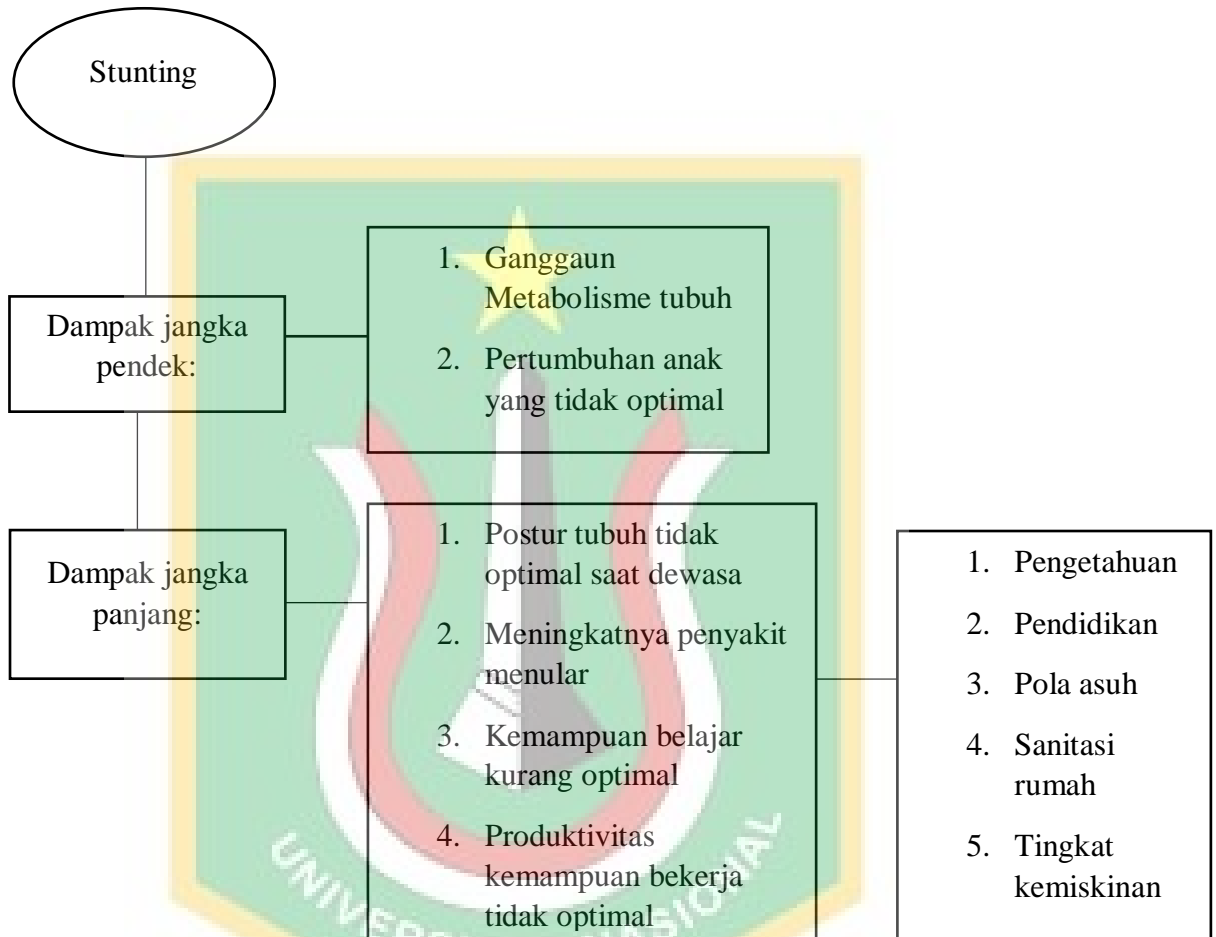 Stunting
Dampak jangka
pendek:
1. Ganggaun
Metabolisme tubuh
2. Pertumbuhan anak
yang tidak optimal
Dampak jangka
panjang:
1. Postur tubuh tidak
optimal saat dewasa
2. Meningkatnya penyakit
menular
3. Kemampuan belajar
kurang optimal
4. Produktivitas
kemampuan bekerja
tidak optimal
1. Pengetahuan
2. Pendidikan
3. Pola asuh
4. Sanitasi
rumah
5. Tingkat
kemiskinan